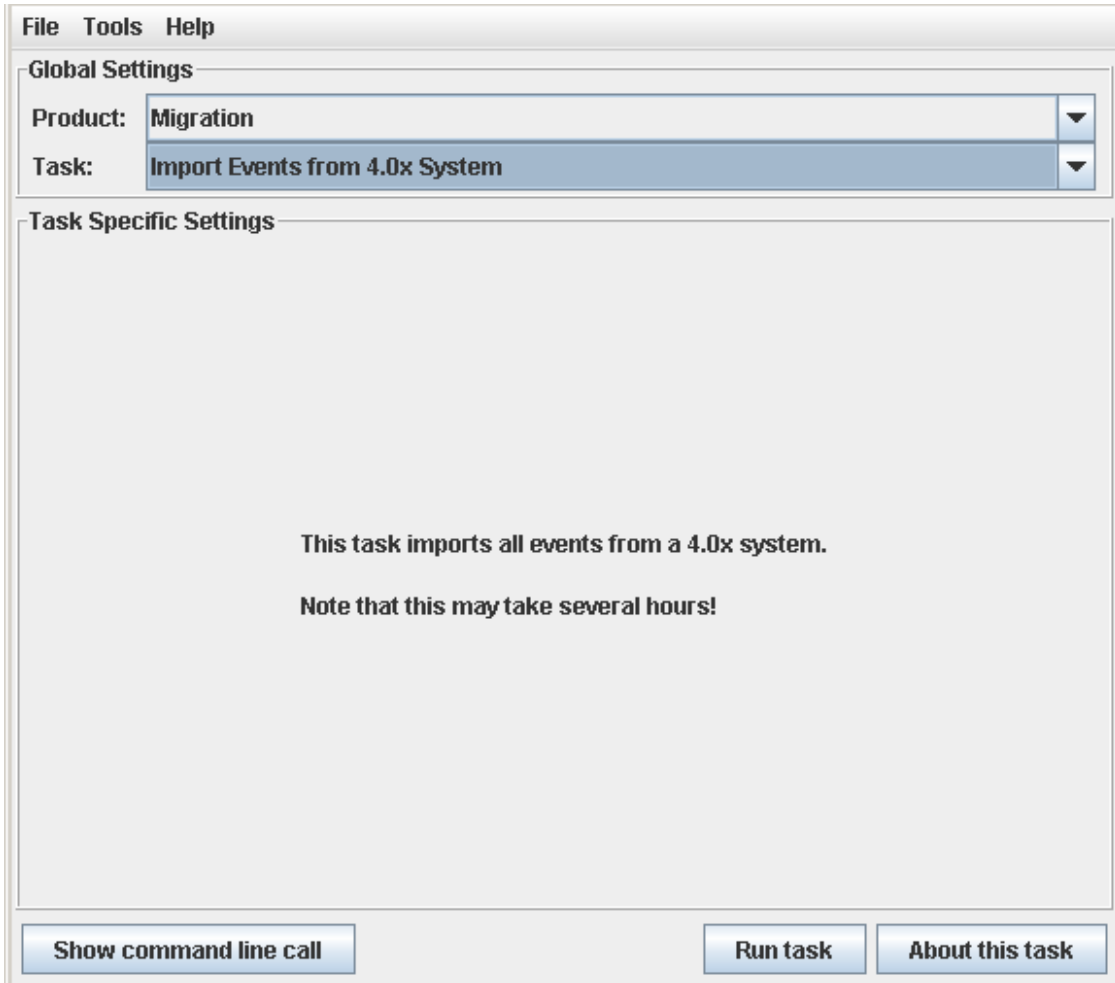 File Tools Help
Global Settings
Product: Migration
Task: Import Events from 4.0x System
Task Specific Settings
This task imports all events from a 4.0x system.
Note that this may take several hours!
Show command line call Run task About this task